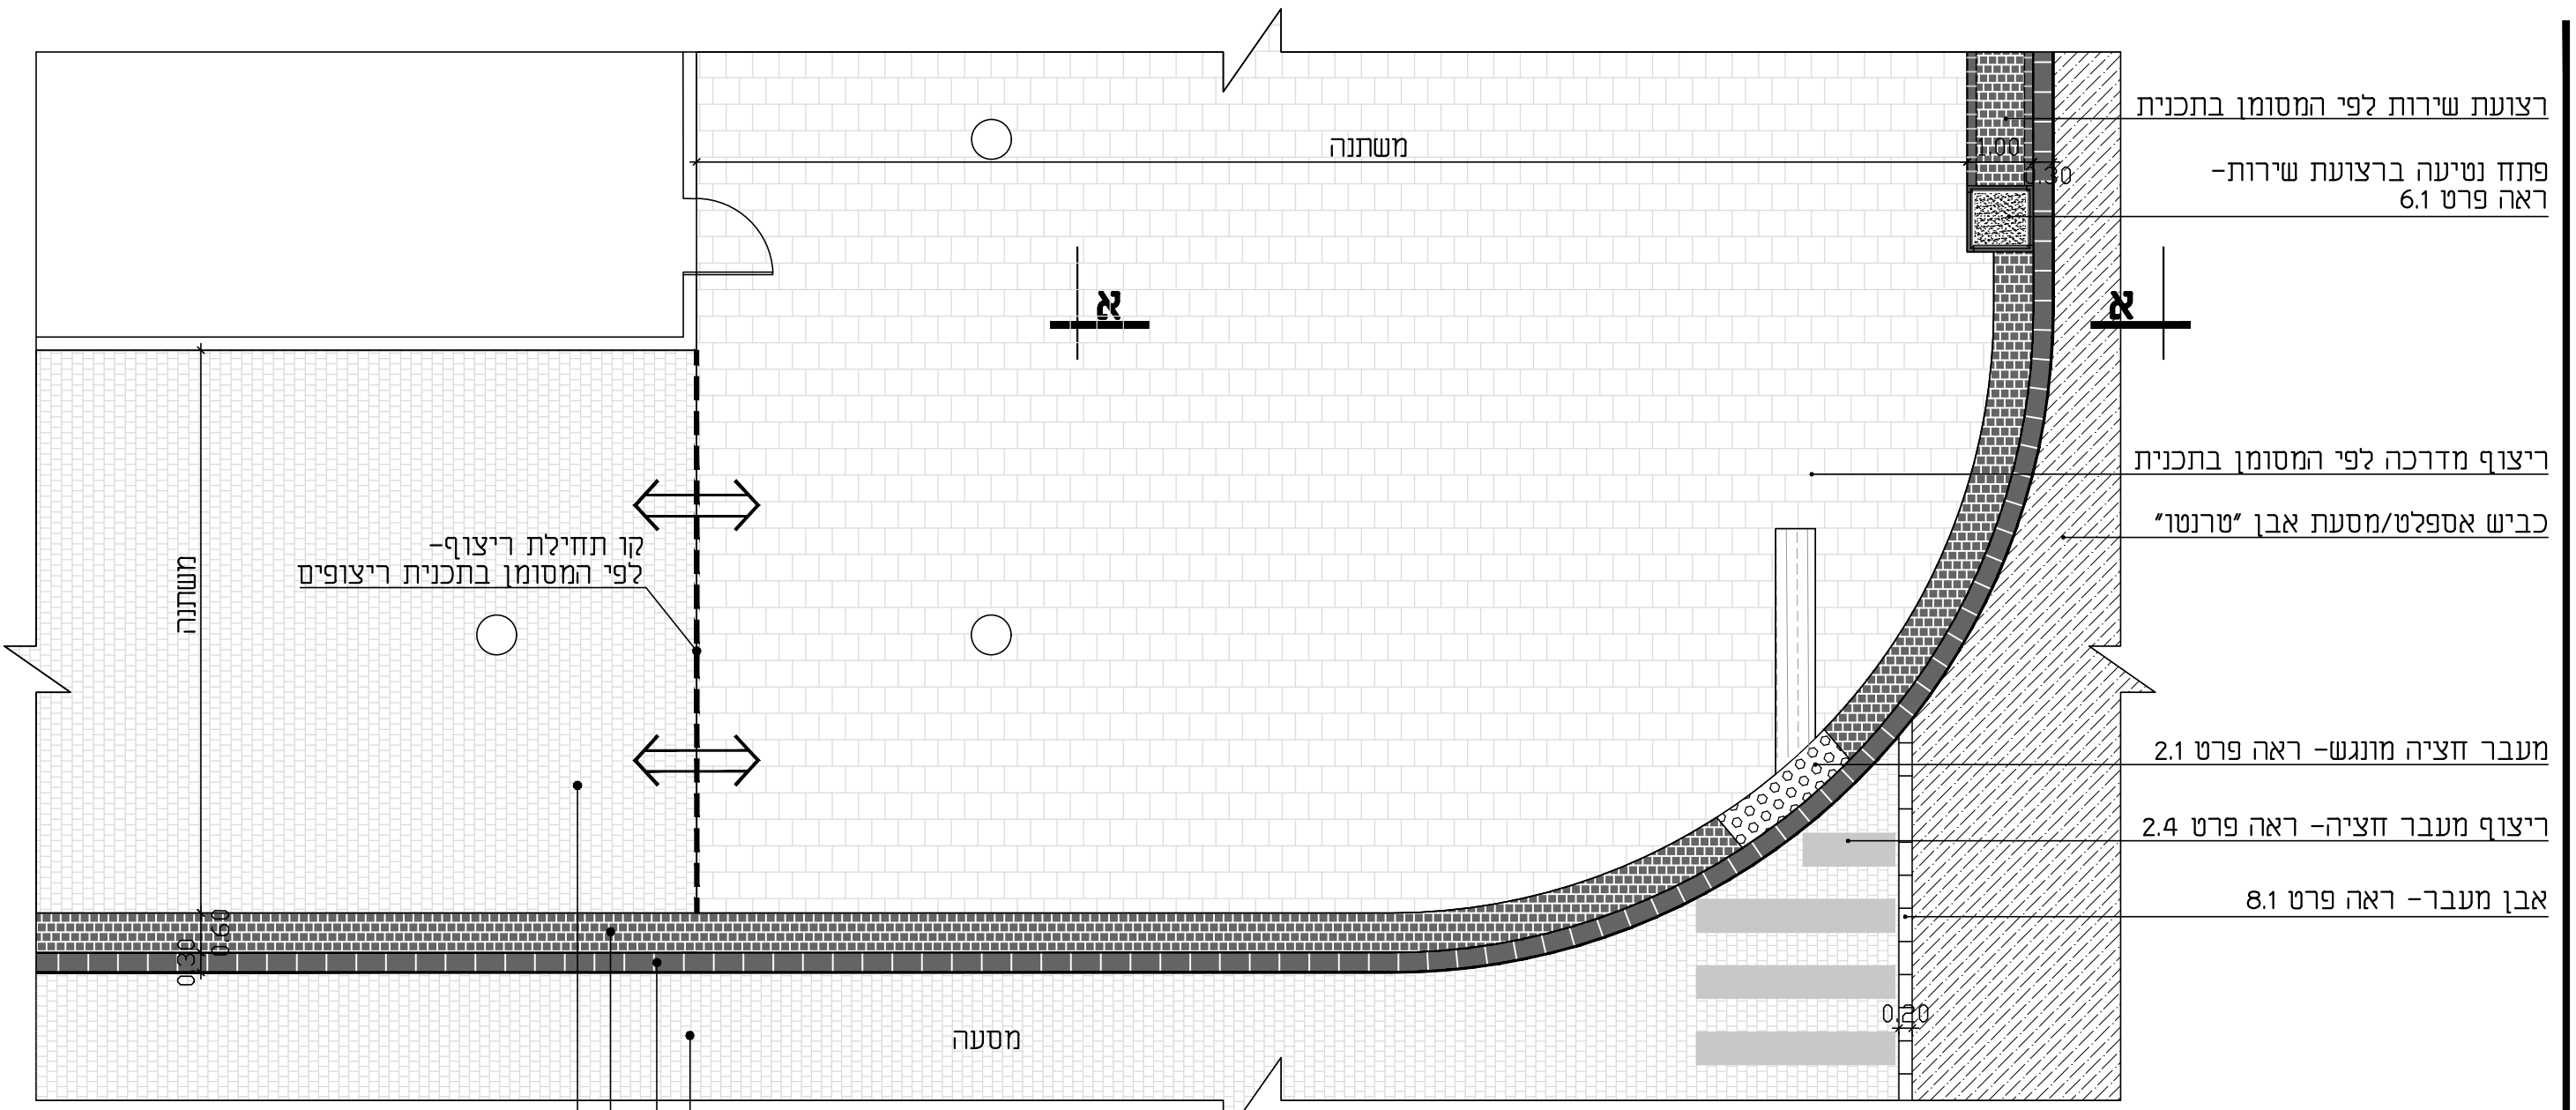 רצועת שירות לפי המסומן בתכנית
משתנה
1.00
0.30
פתח נטיעה ברצועת שירות-
ראה פרט 6.1
א
א
ריצוף מדרכה לפי המסומן בתכנית
כביש אספלט/מסעת אבן "טרנטו"
קו תחילת ריצוף-
לפי המסומן בתכנית ריצופים
משתנה
מעבר חציה מונגש- ראה פרט 2.1
ריצוף מעבר חציה- ראה פרט 2.4
אבן מעבר- ראה פרט 8.1
0.60
0.30
0.20
מסעה